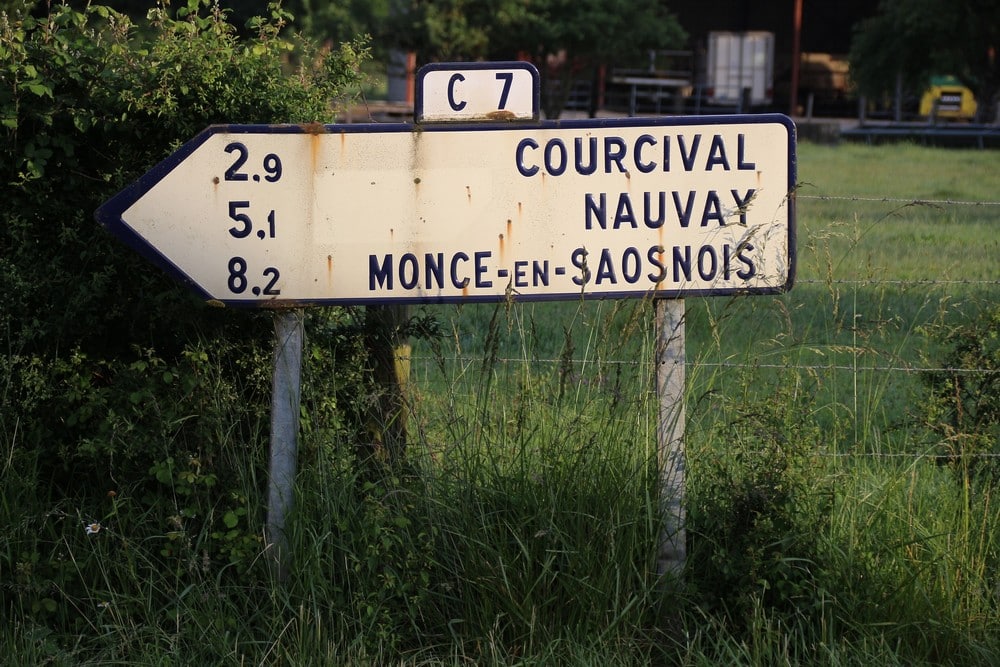 C 7
2.9 COURCIVAL
5,1 NAUVAY
8,2 MONCE-EN-SAOSNOIS